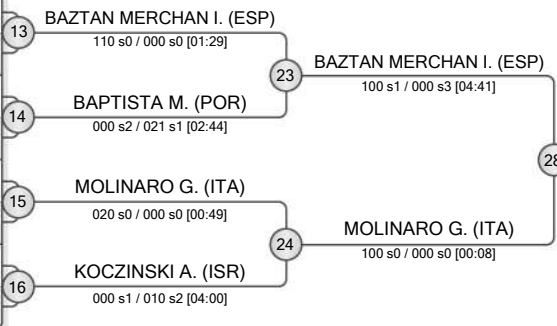 13
BAZTAN MERCHAN I. (ESP)
110 s0 / 000 s0 [01:29]
23
BAZTAN MERCHAN I. (ESP)
100 s1 / 000 s3 [04:41]
14
BAPTISTA M. (POR)
000 s2 / 021 s1 [02:44]
28
15
MOLINARO G. (ITA)
020 s0 / 000 s0 [00:49]
24
MOLINARO G. (ITA)
100 s0 / 000 s0 [00:08]
16
KOCZINSKI A. (ISR)
000 s1 / 010 s2 [04:00]